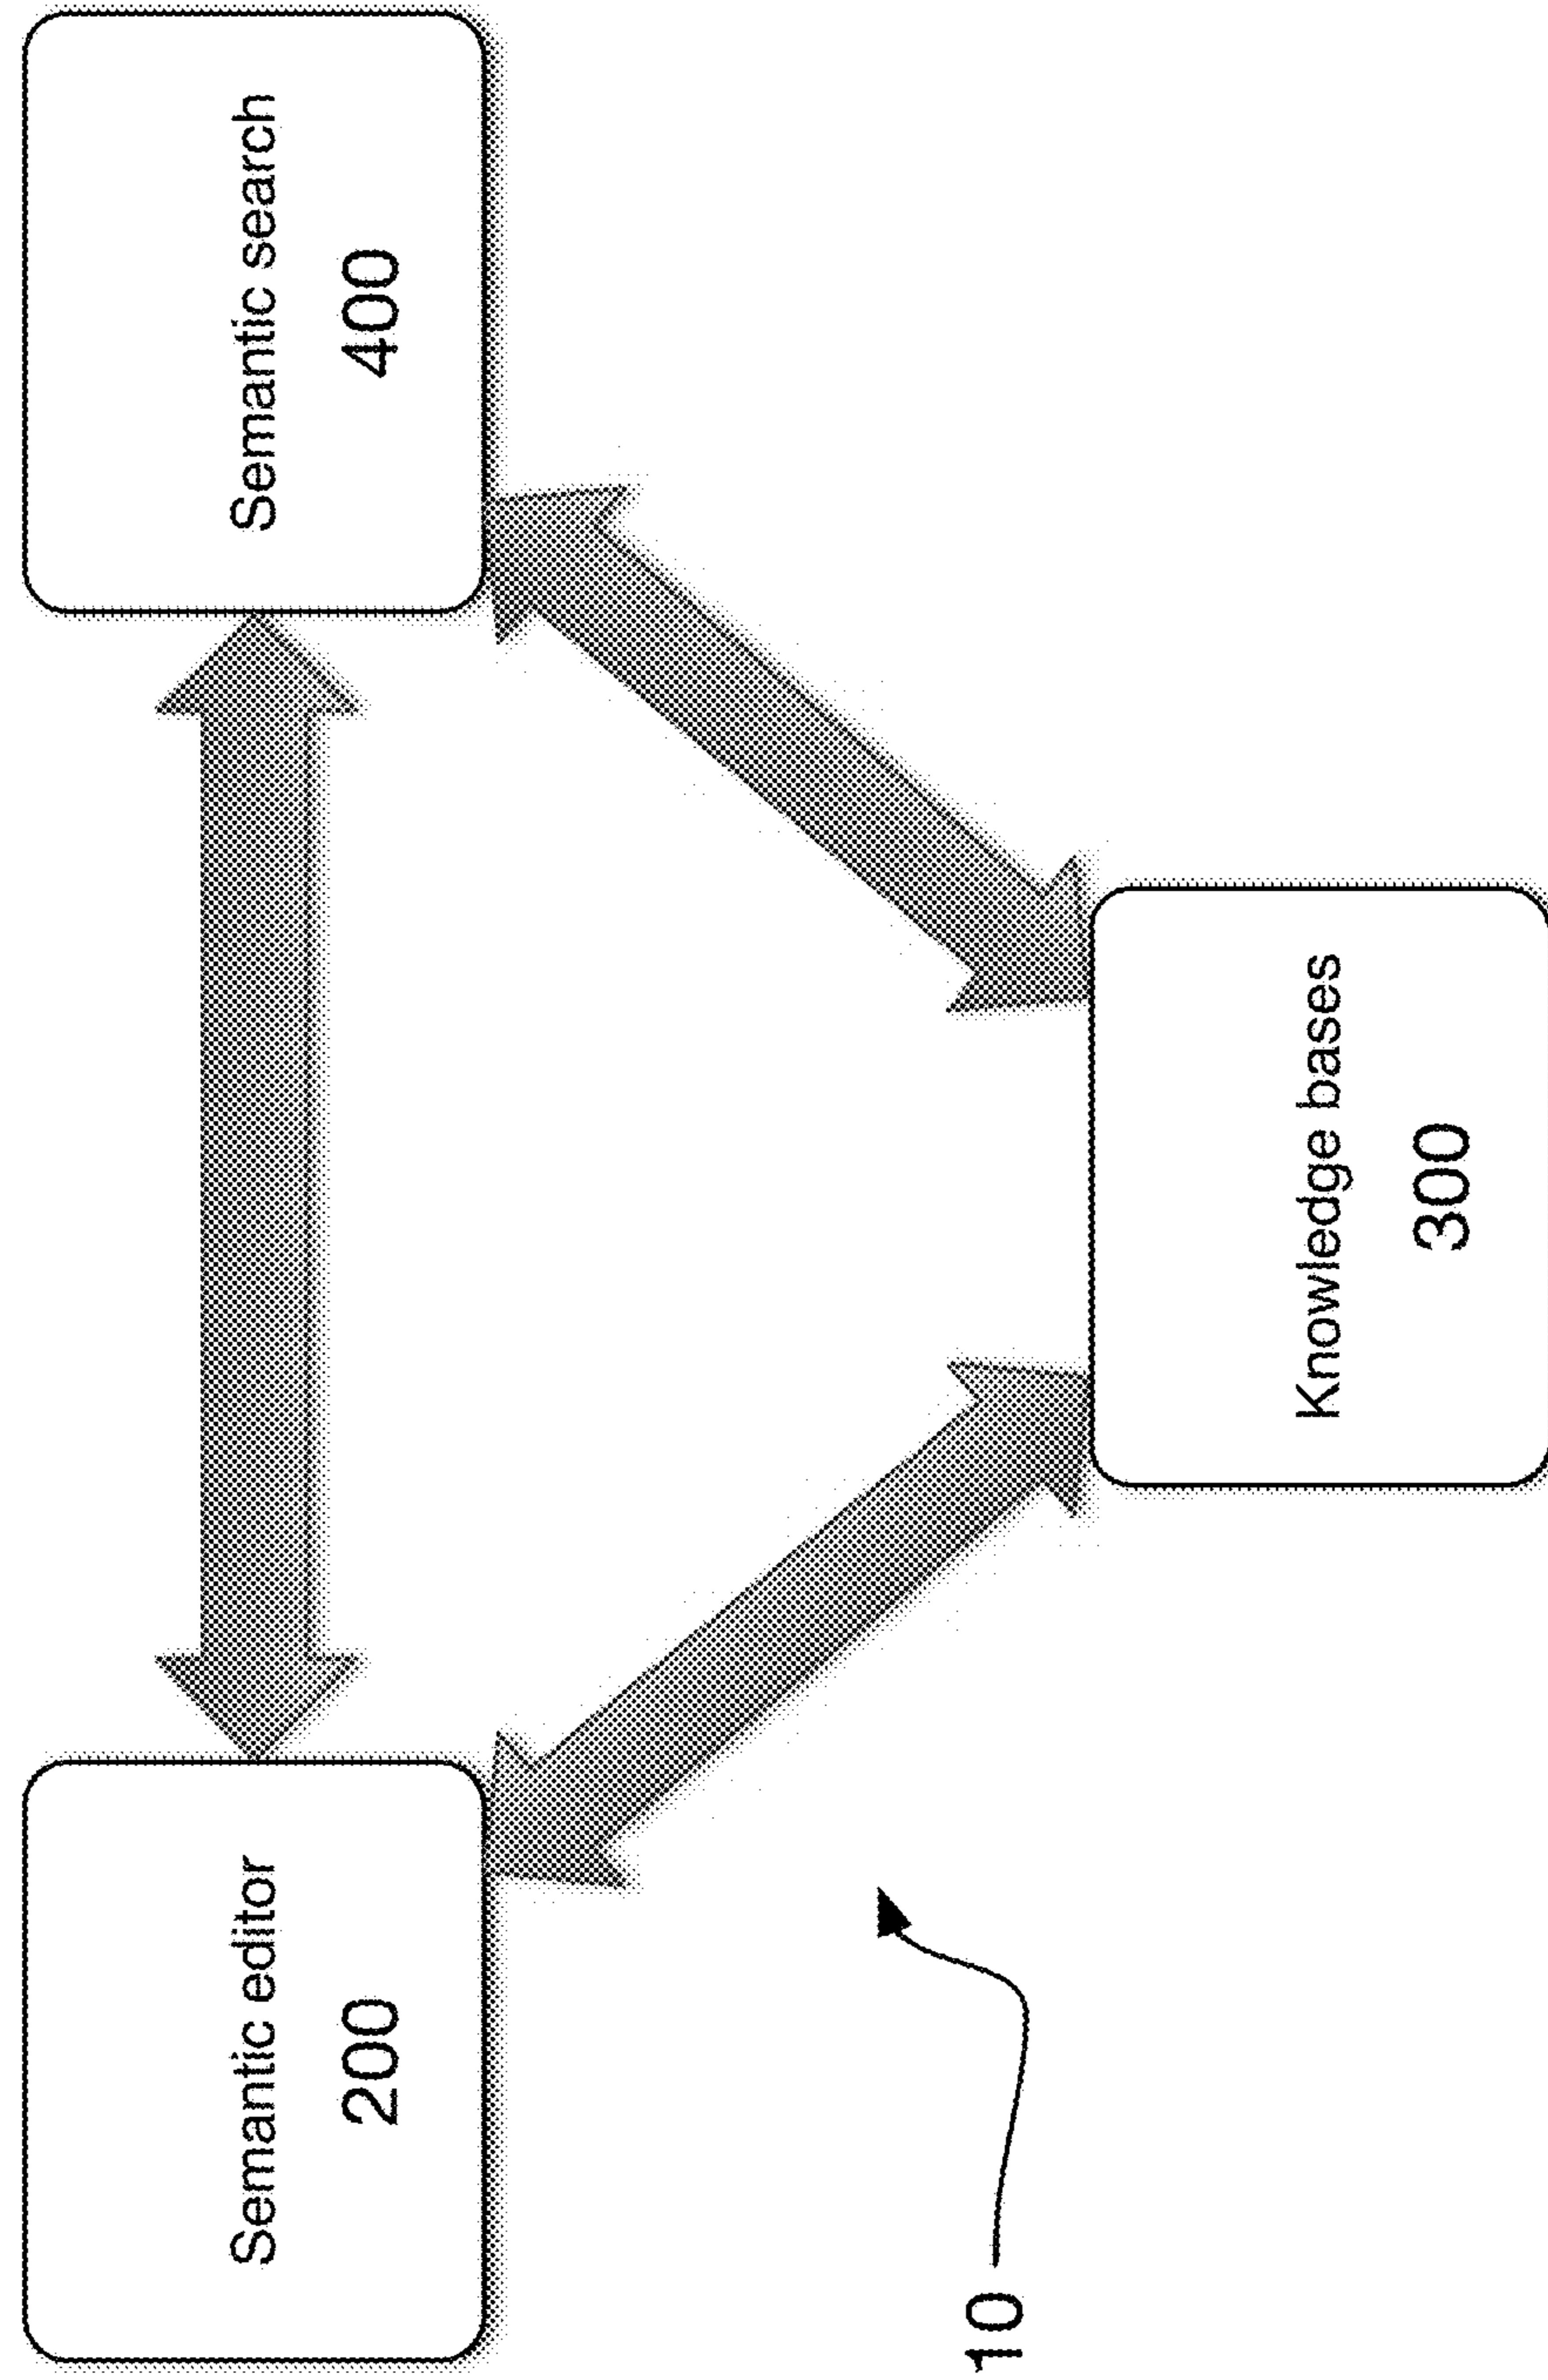 Semantic editor
200
Semantic search
400
Knowledge bases
300
10